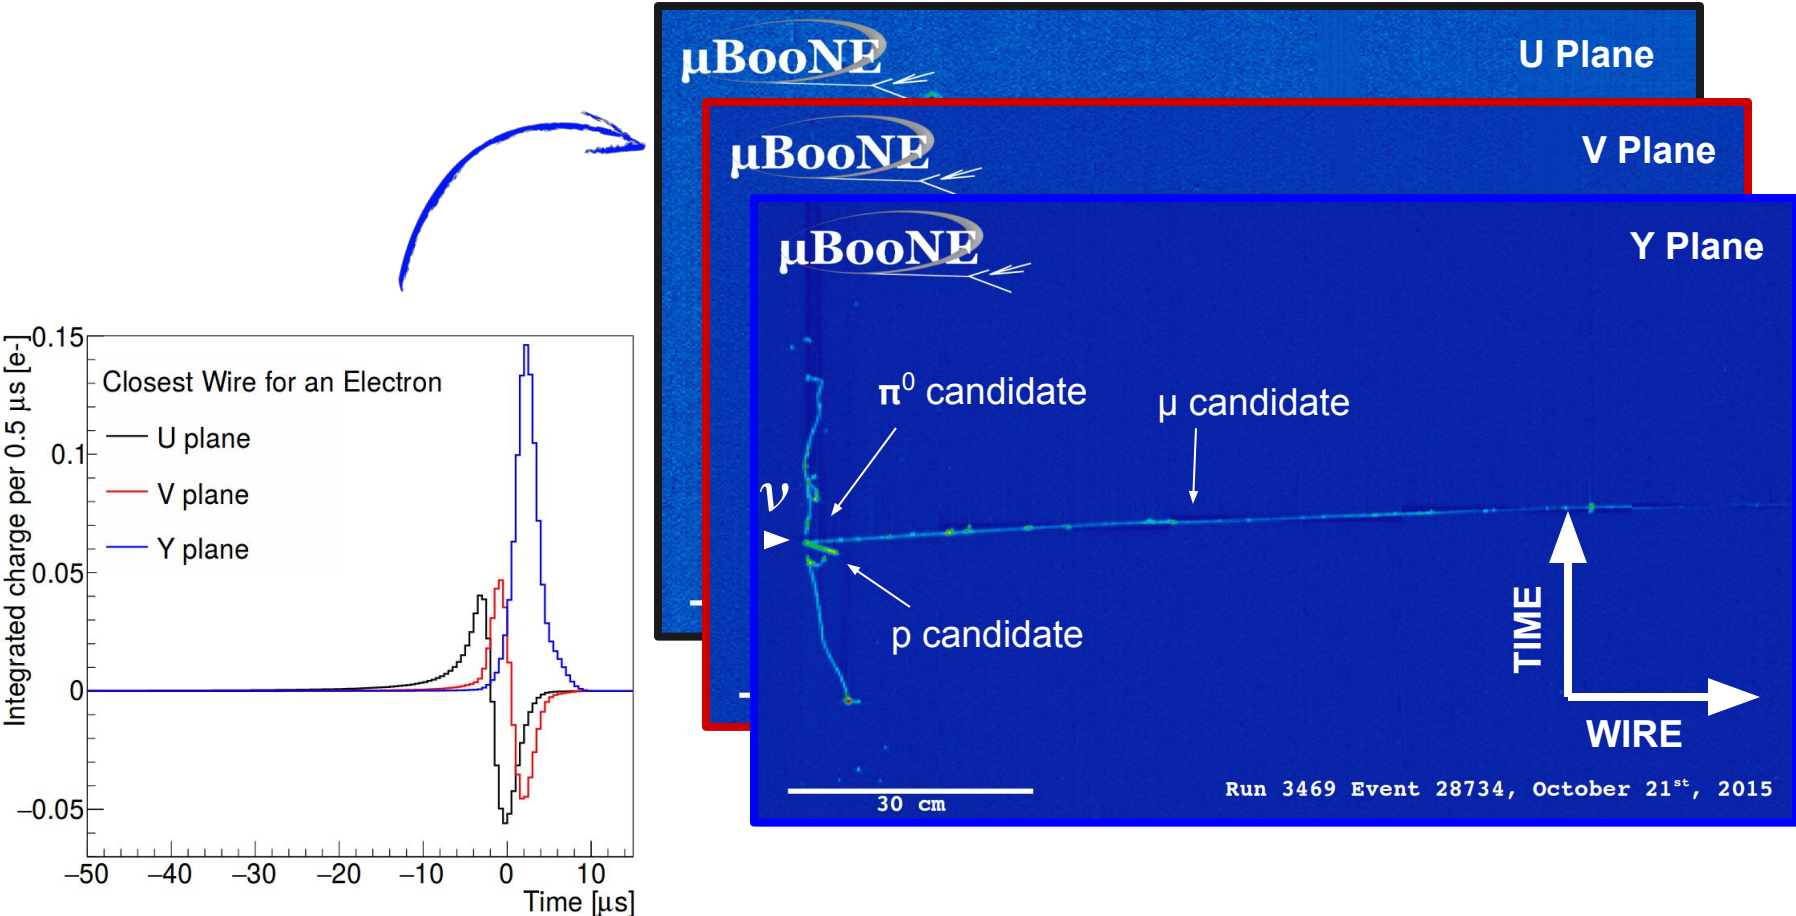 µBooNE
U Plane
µBooNE
V Plane
µBooNE
Y Plane
π⁰ candidate
µ candidate
ν
p candidate
TIME
WIRE
30 cm
Run 3469 Event 28734, October 21st, 2015
Integrated charge per 0.5 µs [e-]
0.15
0.1
0.05
0
−0.05
Closest Wire for an Electron
U plane
V plane
Y plane
−50 −40 −30 −20 −10 0 10
Time [µs]